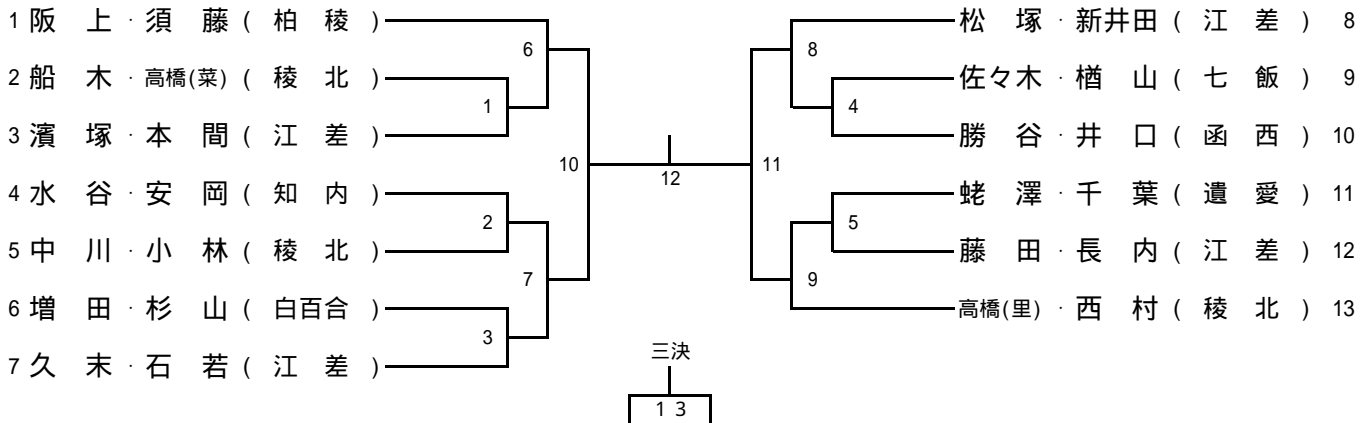 1 阪 上 · 須 藤 ( 柏 稜 )
2 船 木 · 高橋(菜) ( 稜 北 )
3 濱 塚 · 本 間 ( 江 差 )
4 水 谷 · 安 岡 ( 知 内 )
5 中 川 · 小 林 ( 稜 北 )
6 増 田 · 杉 山 ( 白百合 )
7 久 末 · 石 若 ( 江 差 )
6
1
10
2
7
3
12
三決
1 3
8
4
11
5
9
松 塚 · 新井田 ( 江 差 ) 8
佐々木 · 楢 山 ( 七 飯 ) 9
勝 谷 · 井 口 ( 函 西 ) 10
蛯 澤 · 千 葉 ( 遺 愛 ) 11
藤 田 · 長 内 ( 江 差 ) 12
高橋(里) · 西 村 ( 稜 北 ) 13